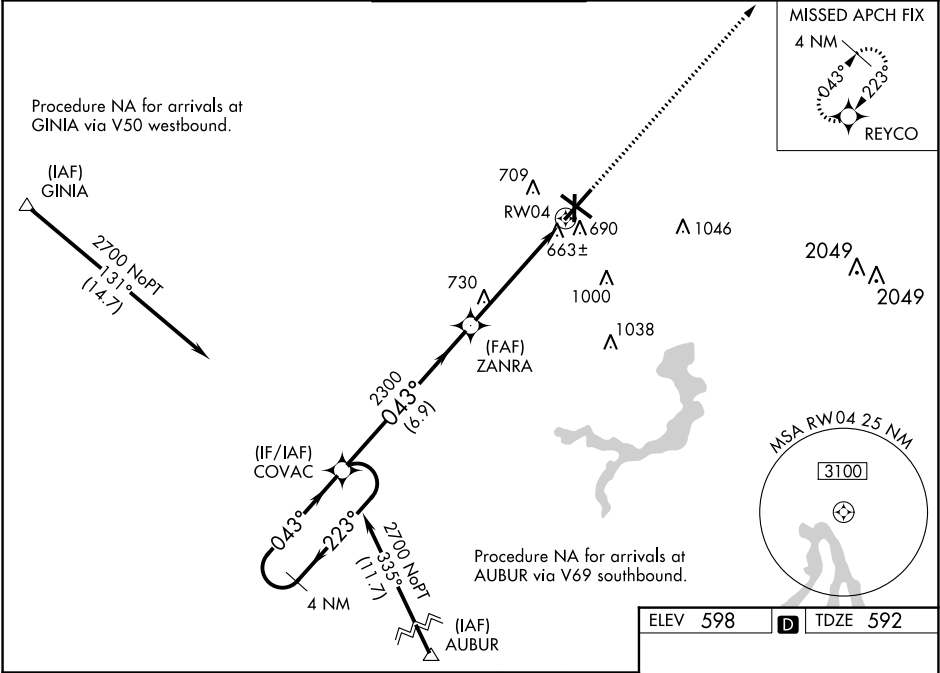 MISSED APCH FIX
4 NM
043°
223°
REYCO
Procedure NA for arrivals at
GINIA via V50 westbound.
(IAF)
GINIA
2700 NoPT
131°
(14.7)
709
RW04
690
663±
1046
2049
2049
730
1000
1038
(FAF)
ZANRA
2300
043°
(6.9)
(IF/IAF)
COVAC
043°
223°
4 NM
2700 NoPT
335°
(11.7)
(IAF)
AUBUR
Procedure NA for arrivals at
AUBUR via V69 southbound.
MSA RW04 25 NM
3100
ELEV 598 D TDZE 592